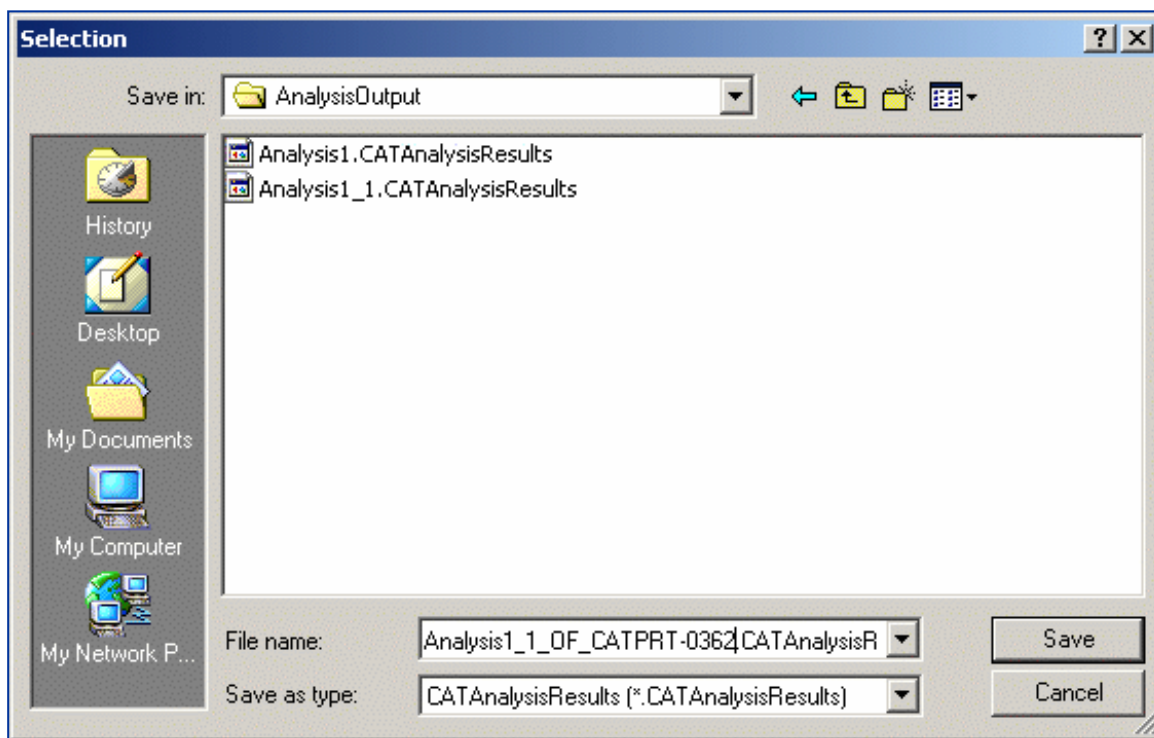 Selection
Save in:
AnalysisOutput
Analysis1.CATAnalysisResults
Analysis1_1.CATAnalysisResults
History
Desktop
My Documents
My Computer
My Network P...
File name:
Analysis1_1_OF_CATPRT-0362.CATAnalysisR
Save
Save as type:
CATAnalysisResults (*.CATAnalysisResults)
Cancel